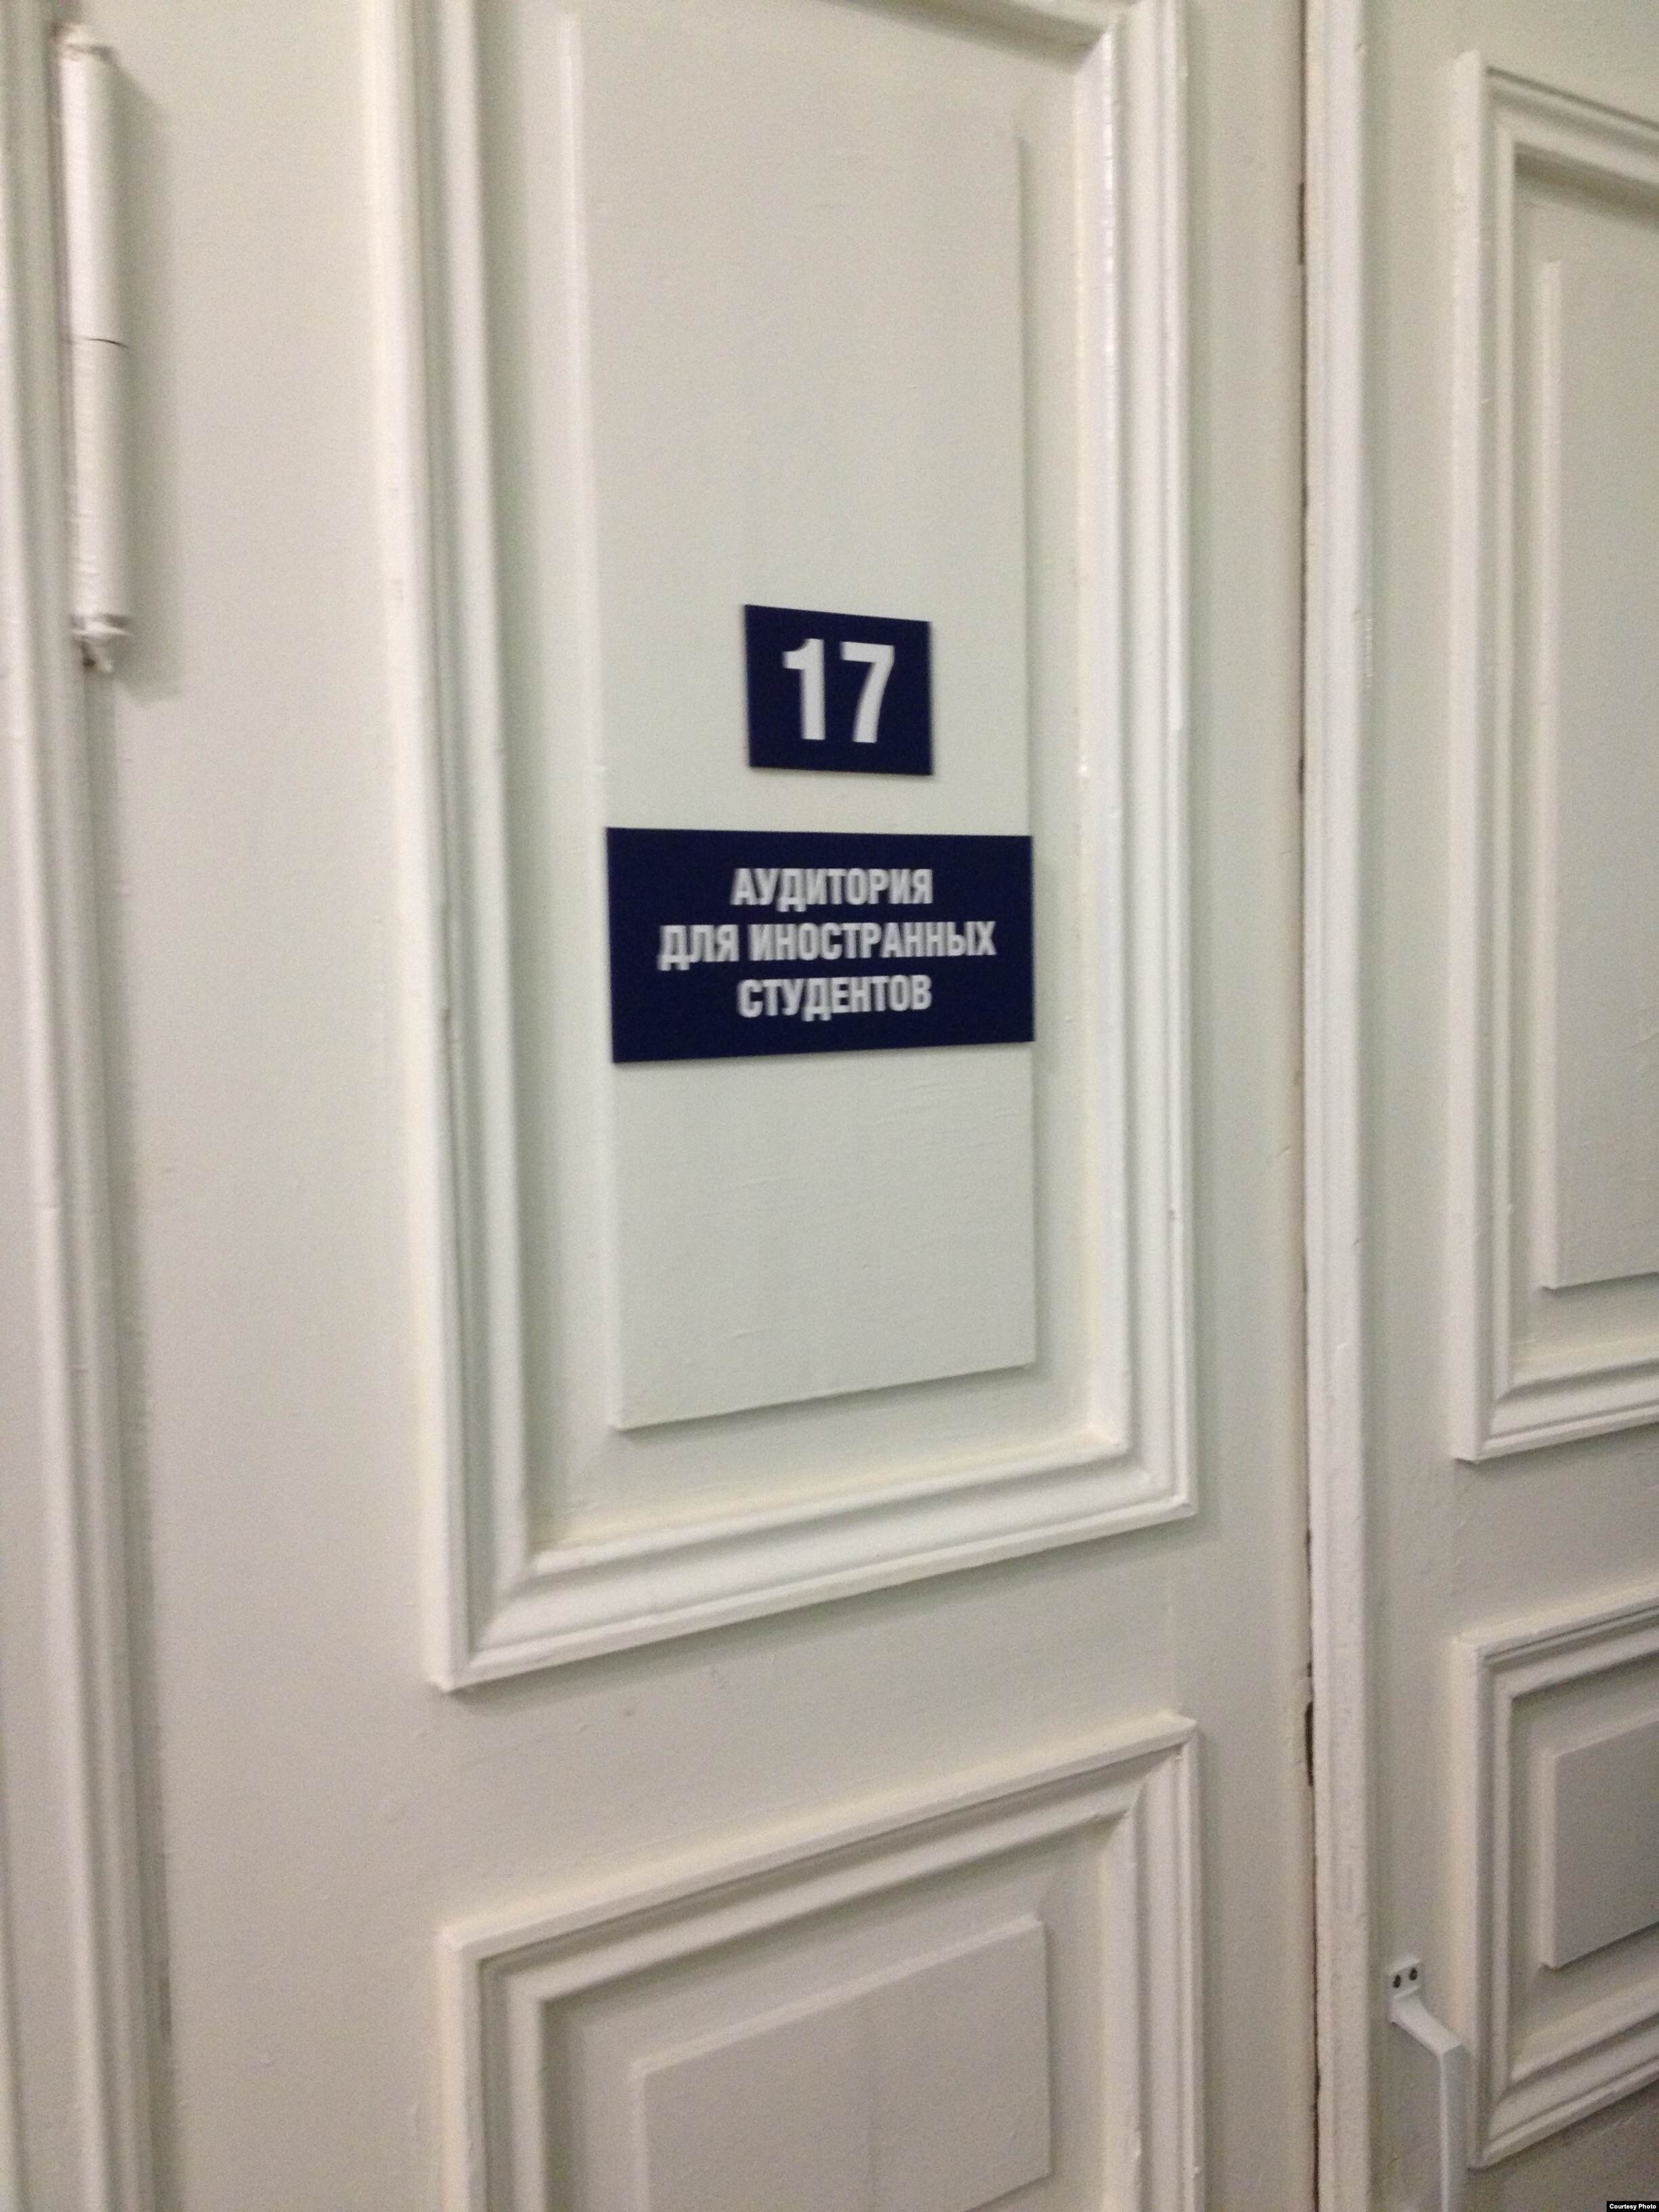 17
АУДИТОРИЯ
ДЛЯ ИНОСТРАННЫХ
СТУДЕНТОВ
Courtesy Photo